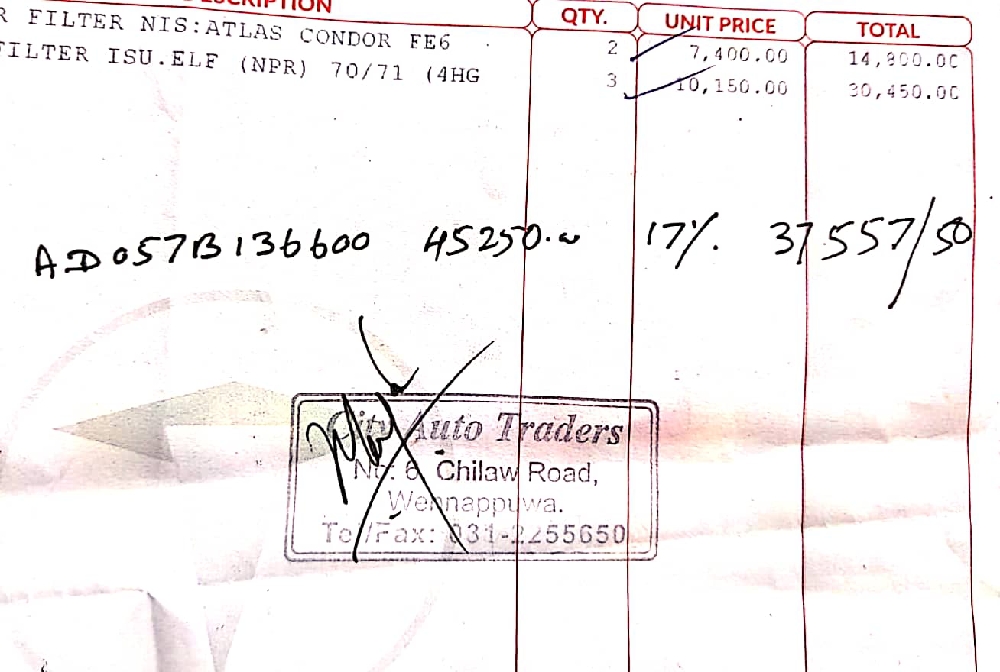 DESCRIPTION QTY. UNIT PRICE TOTAL
R FILTER NIS:ATLAS CONDOR FE6 2 7,400.00 14,800.00
FILTER ISU.ELF (NPR) 70/71 (4HG 3 10,150.00 30,450.00
AD057B136600 45250.00 17%. 37557/50
City Auto Traders
No: 6, Chilaw Road,
Wennappuwa.
Tel/Fax: 031-2255650